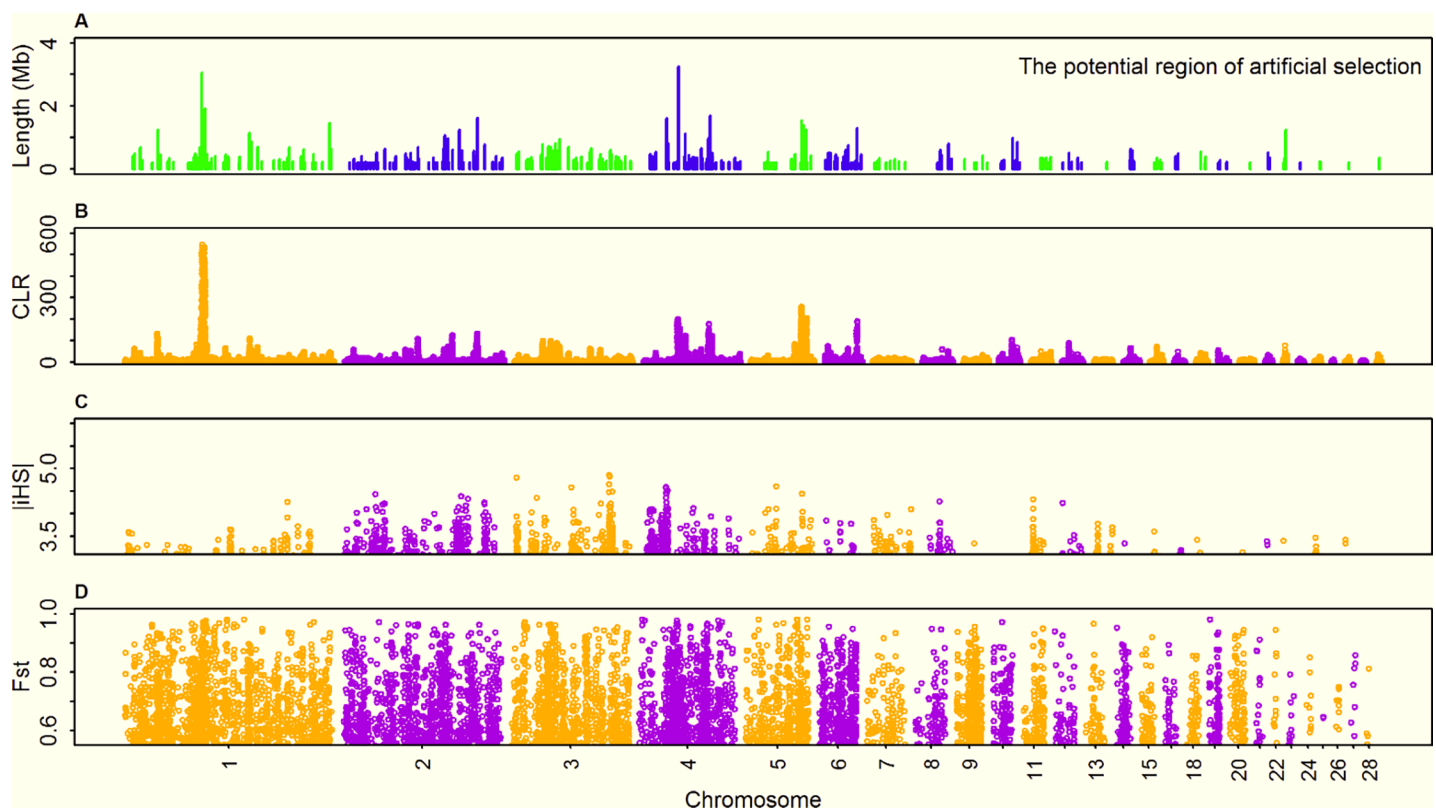 A
The potential region of artificial selection
Length (Mb)
4
2
0
B
CLR
600
300
0
C
|iHS|
5.0
3.5
D
Fst
1.0
0.8
0.6
1 2 3 4 5 6 7 8 9 11 13 15 18 20 22 24 26 28
Chromosome